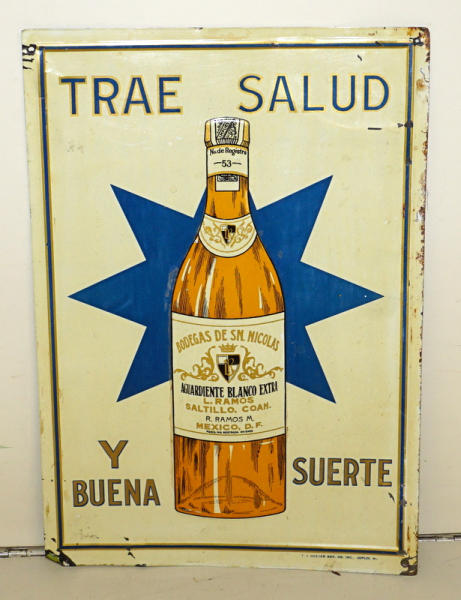 TRAE SALUD
No. de Registro
53
BODEGAS DE SN. NICOLAS
AGUARDIENTE BLANCO EXTRA
L. RAMOS
SALTILLO, COAH.
R. RAMOS M.
MEXICO, D.F.
Y
BUENA SUERTE